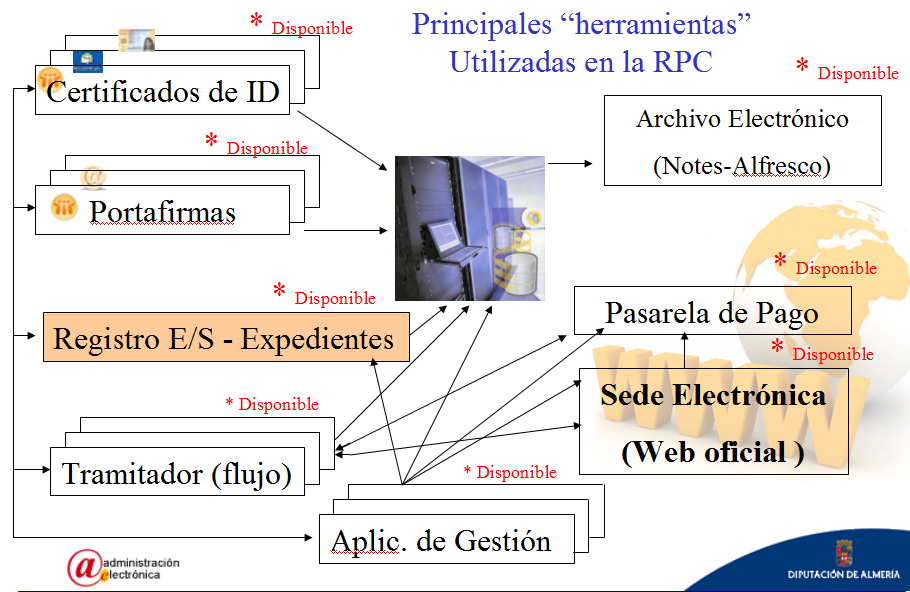 Principales “herramientas”
Utilizadas en la RPC
* Disponible
Certificados de ID
* Disponible
Archivo Electrónico
(Notes-Alfresco)
* Disponible
Portafirmas
* Disponible
Registro E/S - Expedientes
* Disponible
Pasarela de Pago
* Disponible
Sede Electrónica
(Web oficial )
* Disponible
Tramitador (flujo)
* Disponible
Aplic. de Gestión
WWW
@administración
electrónica
DIPUTACIÓN DE ALMERÍA